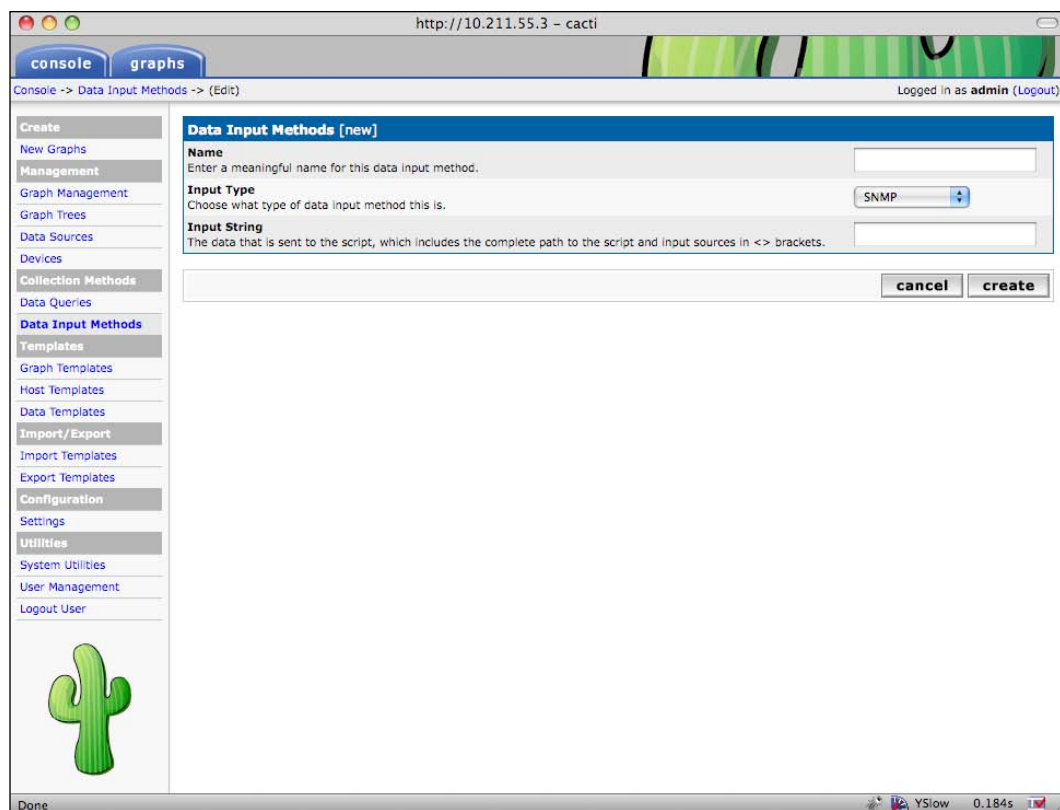 http://10.211.55.3 – cacti
console graphs
Console -> Data Input Methods -> (Edit) Logged in as admin (Logout)
Create
New Graphs
Management
Graph Management
Graph Trees
Data Sources
Devices
Collection Methods
Data Queries
Data Input Methods
Templates
Graph Templates
Host Templates
Data Templates
Import/Export
Import Templates
Export Templates
Configuration
Settings
Utilities
System Utilities
User Management
Logout User
Data Input Methods [new]
Name
Enter a meaningful name for this data input method.
Input Type
Choose what type of data input method this is.
SNMP
Input String
The data that is sent to the script, which includes the complete path to the script and input sources in <> brackets.
cancel create
Done YSlow 0.184s